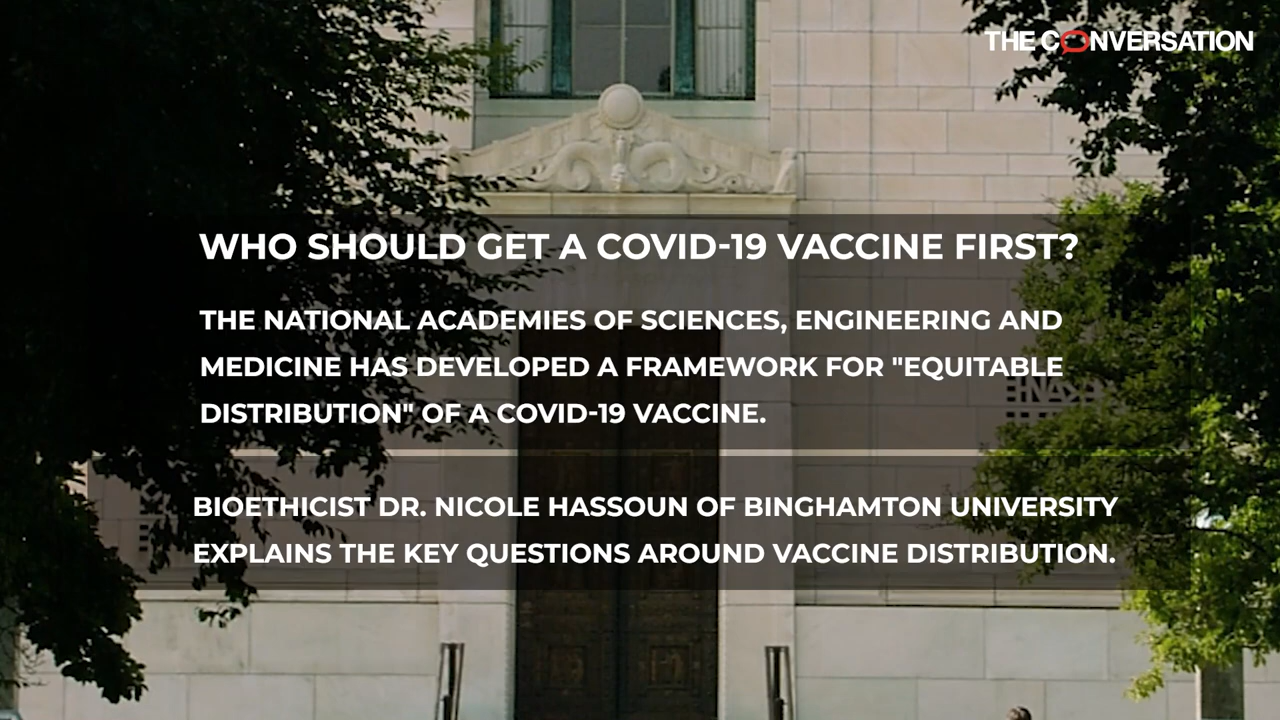 THE CONVERSATION
WHO SHOULD GET A COVID-19 VACCINE FIRST?
THE NATIONAL ACADEMIES OF SCIENCES, ENGINEERING AND
MEDICINE HAS DEVELOPED A FRAMEWORK FOR "EQUITABLE
DISTRIBUTION" OF A COVID-19 VACCINE.
BIOETHICIST DR. NICOLE HASSOUN OF BINGHAMTON UNIVERSITY
EXPLAINS THE KEY QUESTIONS AROUND VACCINE DISTRIBUTION.